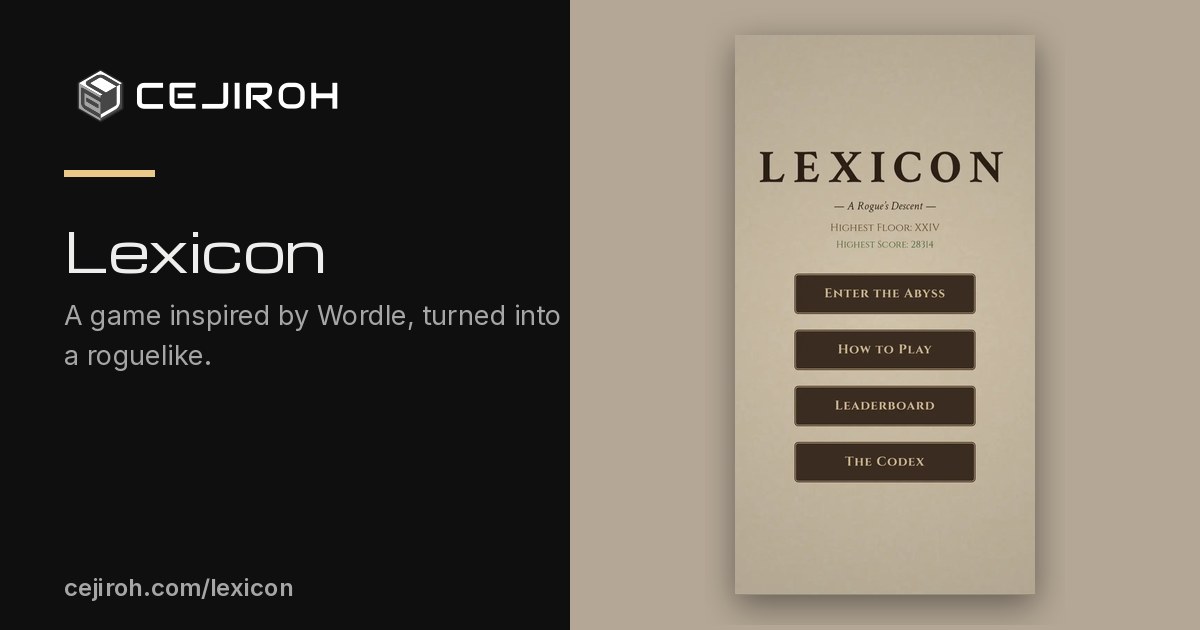 CEJIROH
Lexicon
A game inspired by Wordle, turned into
a roguelike.
cejiroh.com/lexicon
LEXICON
— A Rogue's Descent —
Highest Floor: XXIV
Highest Score: 28314
Enter the Abyss
How to Play
Leaderboard
The Codex